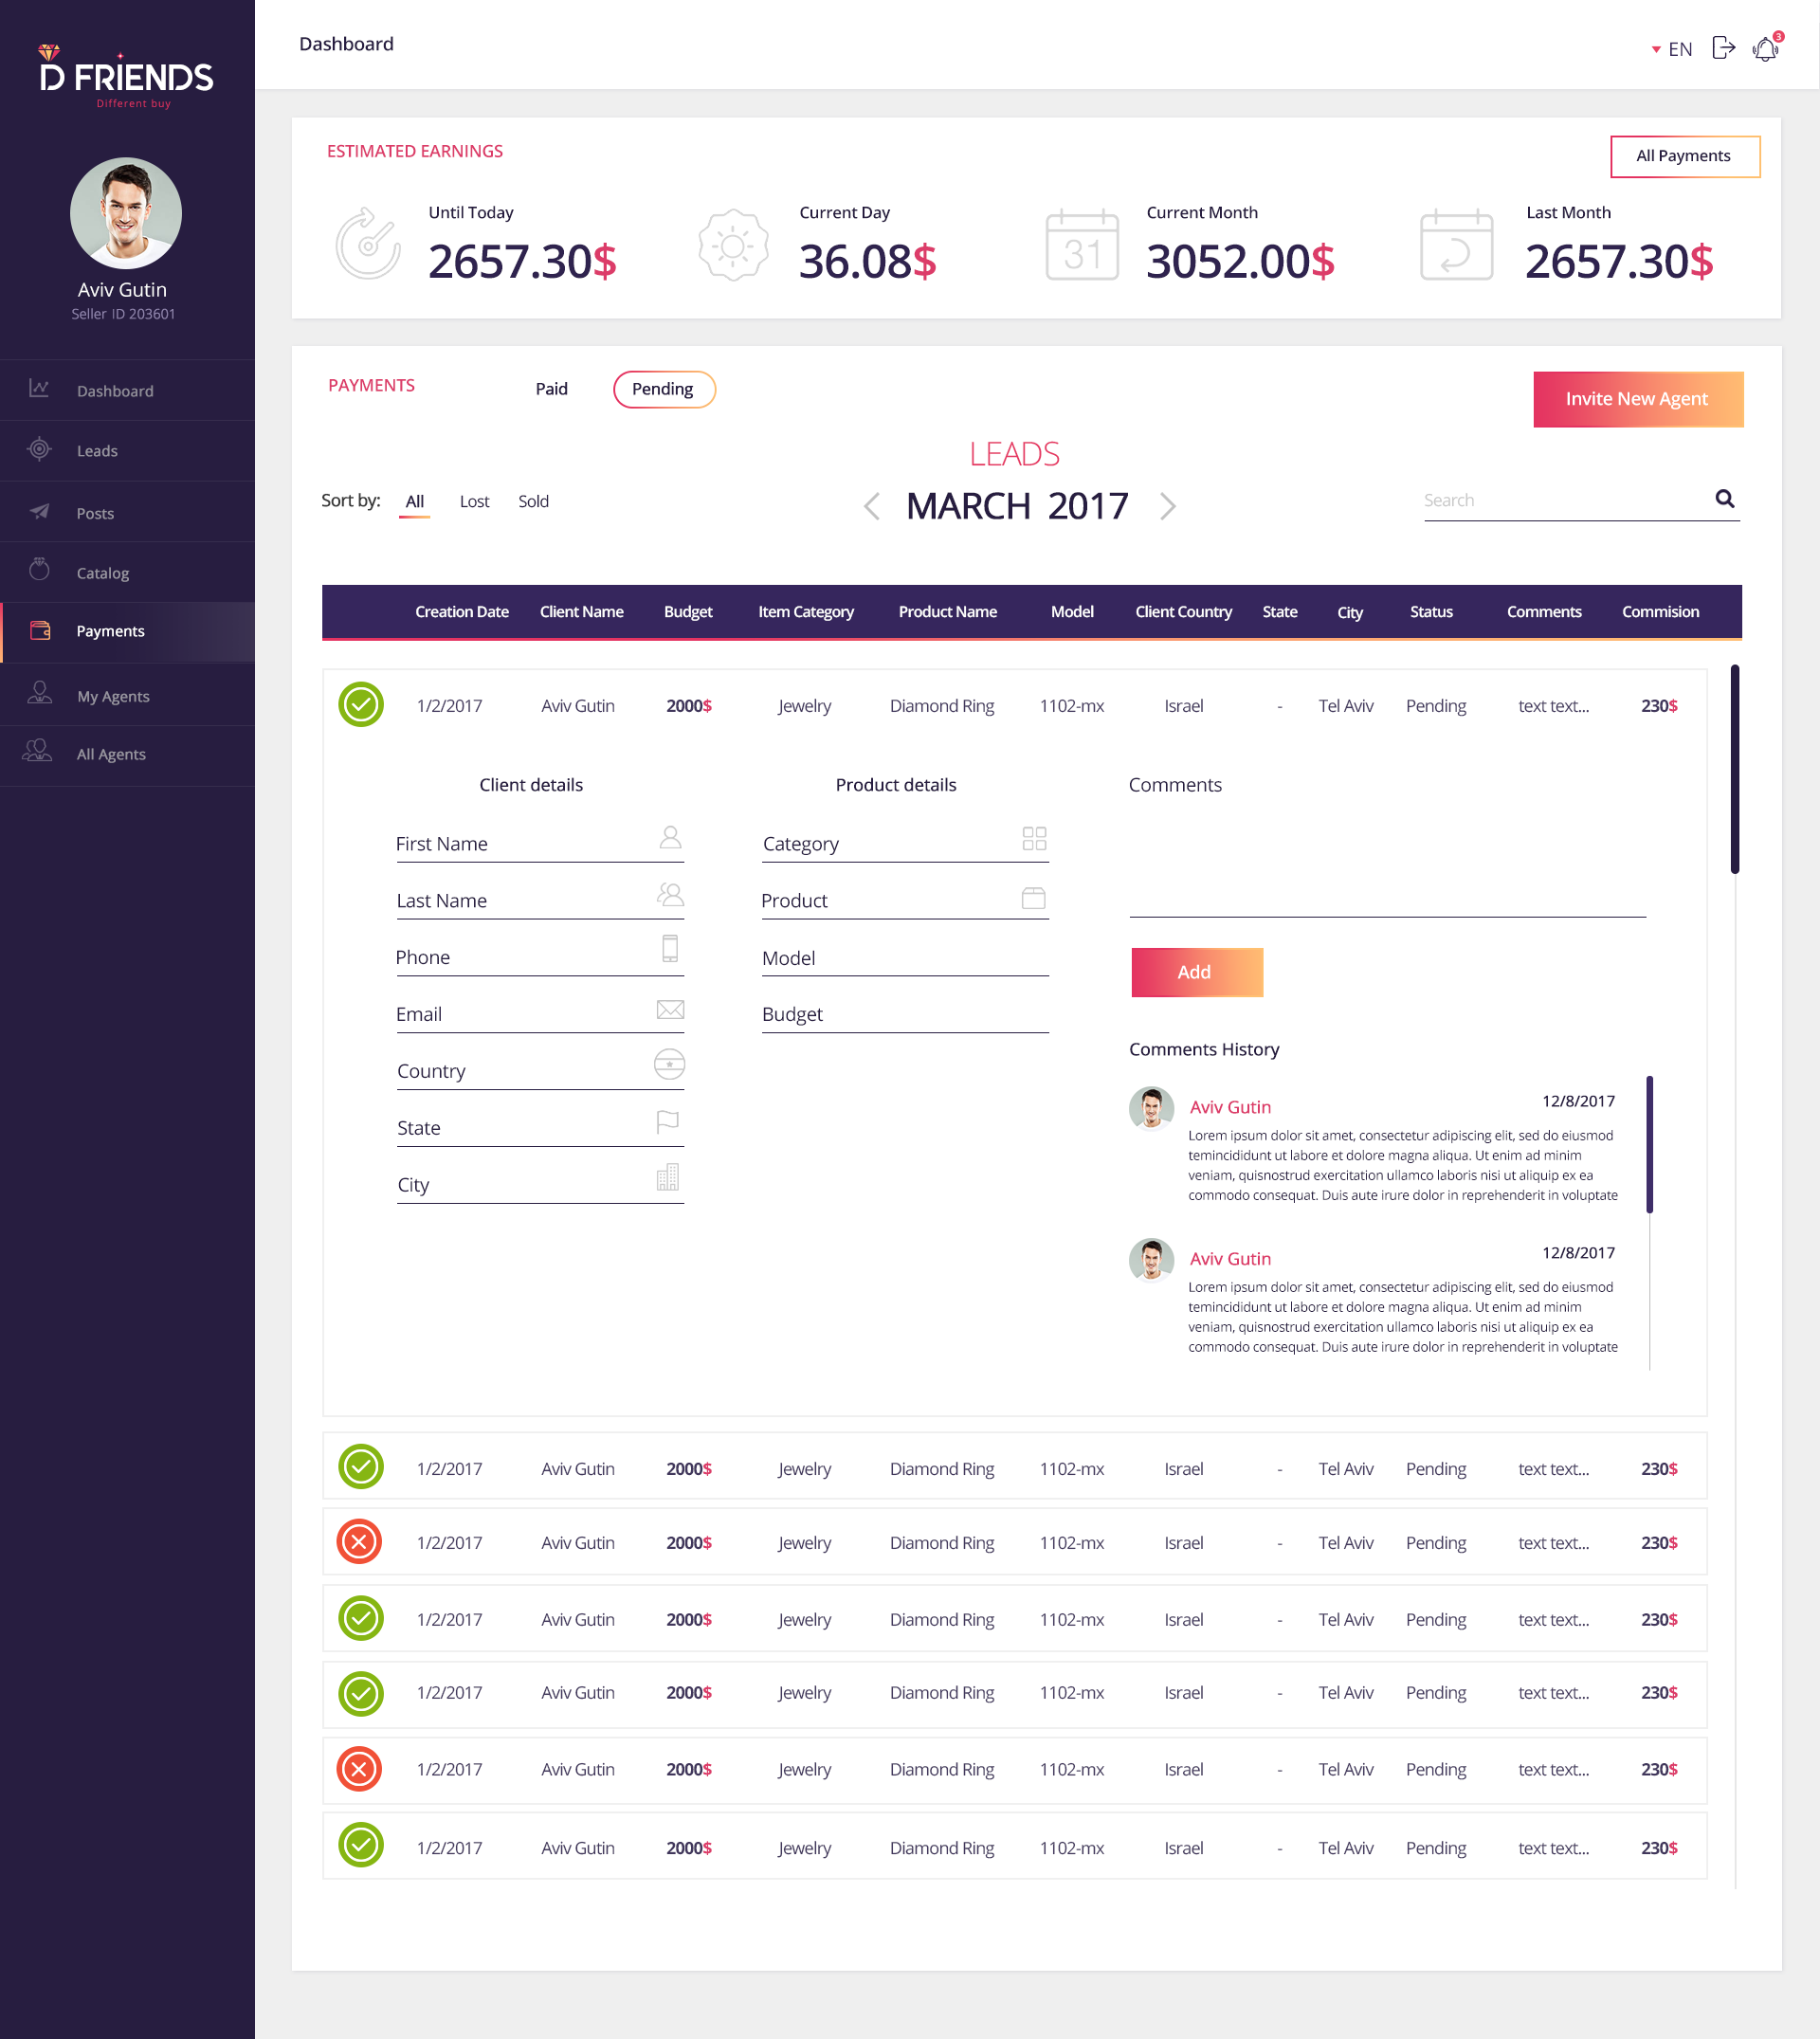 D FRIENDS
Different buy
Aviv Gutin
Seller ID 203601
Dashboard
Leads
Posts
Catalog
Payments
My Agents
All Agents
Dashboard
EN
3
ESTIMATED EARNINGS
All Payments
Until Today
2657.30$
Current Day
36.08$
31
Current Month
3052.00$
Last Month
2657.30$
PAYMENTS
Paid
Pending
Invite New Agent
LEADS
Sort by: All Lost Sold
MARCH 2017
Search
Creation Date Client Name Budget Item Category Product Name Model Client Country State City Status Comments Commision
1/2/2017 Aviv Gutin 2000$ Jewelry Diamond Ring 1102-mx Israel - Tel Aviv Pending text text... 230$
Client details
First Name
Last Name
Phone
Email
Country
State
City
Product details
Category
Product
Model
Budget
Comments
Add
Comments History
Aviv Gutin 12/8/2017
Lorem ipsum dolor sit amet, consectetur adipiscing elit, sed do eiusmod
temincididunt ut labore et dolore magna aliqua. Ut enim ad minim
veniam, quisnostrud exercitation ullamco laboris nisi ut aliquip ex ea
commodo consequat. Duis aute irure dolor in reprehenderit in voluptate
Aviv Gutin 12/8/2017
Lorem ipsum dolor sit amet, consectetur adipiscing elit, sed do eiusmod
temincididunt ut labore et dolore magna aliqua. Ut enim ad minim
veniam, quisnostrud exercitation ullamco laboris nisi ut aliquip ex ea
commodo consequat. Duis aute irure dolor in reprehenderit in voluptate
1/2/2017 Aviv Gutin 2000$ Jewelry Diamond Ring 1102-mx Israel - Tel Aviv Pending text text... 230$
1/2/2017 Aviv Gutin 2000$ Jewelry Diamond Ring 1102-mx Israel - Tel Aviv Pending text text... 230$
1/2/2017 Aviv Gutin 2000$ Jewelry Diamond Ring 1102-mx Israel - Tel Aviv Pending text text... 230$
1/2/2017 Aviv Gutin 2000$ Jewelry Diamond Ring 1102-mx Israel - Tel Aviv Pending text text... 230$
1/2/2017 Aviv Gutin 2000$ Jewelry Diamond Ring 1102-mx Israel - Tel Aviv Pending text text... 230$
1/2/2017 Aviv Gutin 2000$ Jewelry Diamond Ring 1102-mx Israel - Tel Aviv Pending text text... 230$